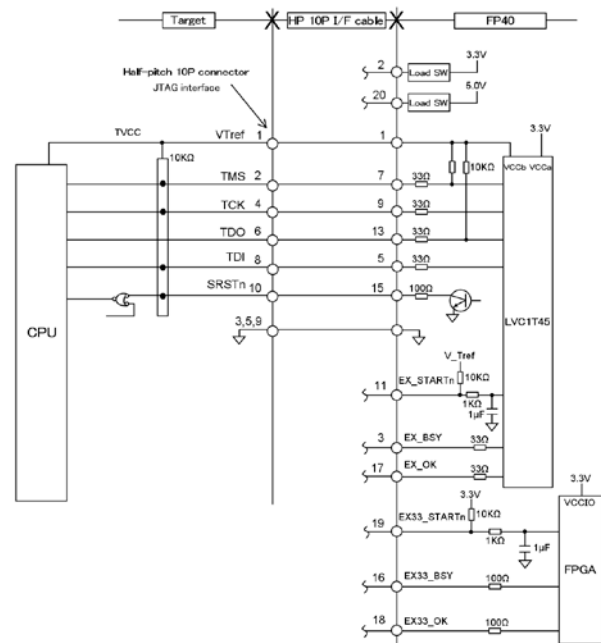 Target HP 10P I/F cable FP40
3.3V
2 Load SW
5.0V
20 Load SW
Half-pitch 10P connector
JTAG interface
TVCC VTref 1 1 3.3V
10KΩ 10KΩ VCCb VCCa
TMS 2 7 33Ω
TCK 4 9 33Ω
TDO 6 13 33Ω
TDI 8 5 33Ω
SRSTn 10 15 100Ω
3,5,9
CPU LVC1T45
V_Tref
11 EX_STARTn 10KΩ
1KΩ
1μF
3 EX_BSY 33Ω
17 EX_OK 33Ω
3.3V
3.3V VCCIO
EX33_STARTn 10KΩ
19 1KΩ 1μF
FPGA
16 EX33_BSY 100Ω
18 EX33_OK 100Ω